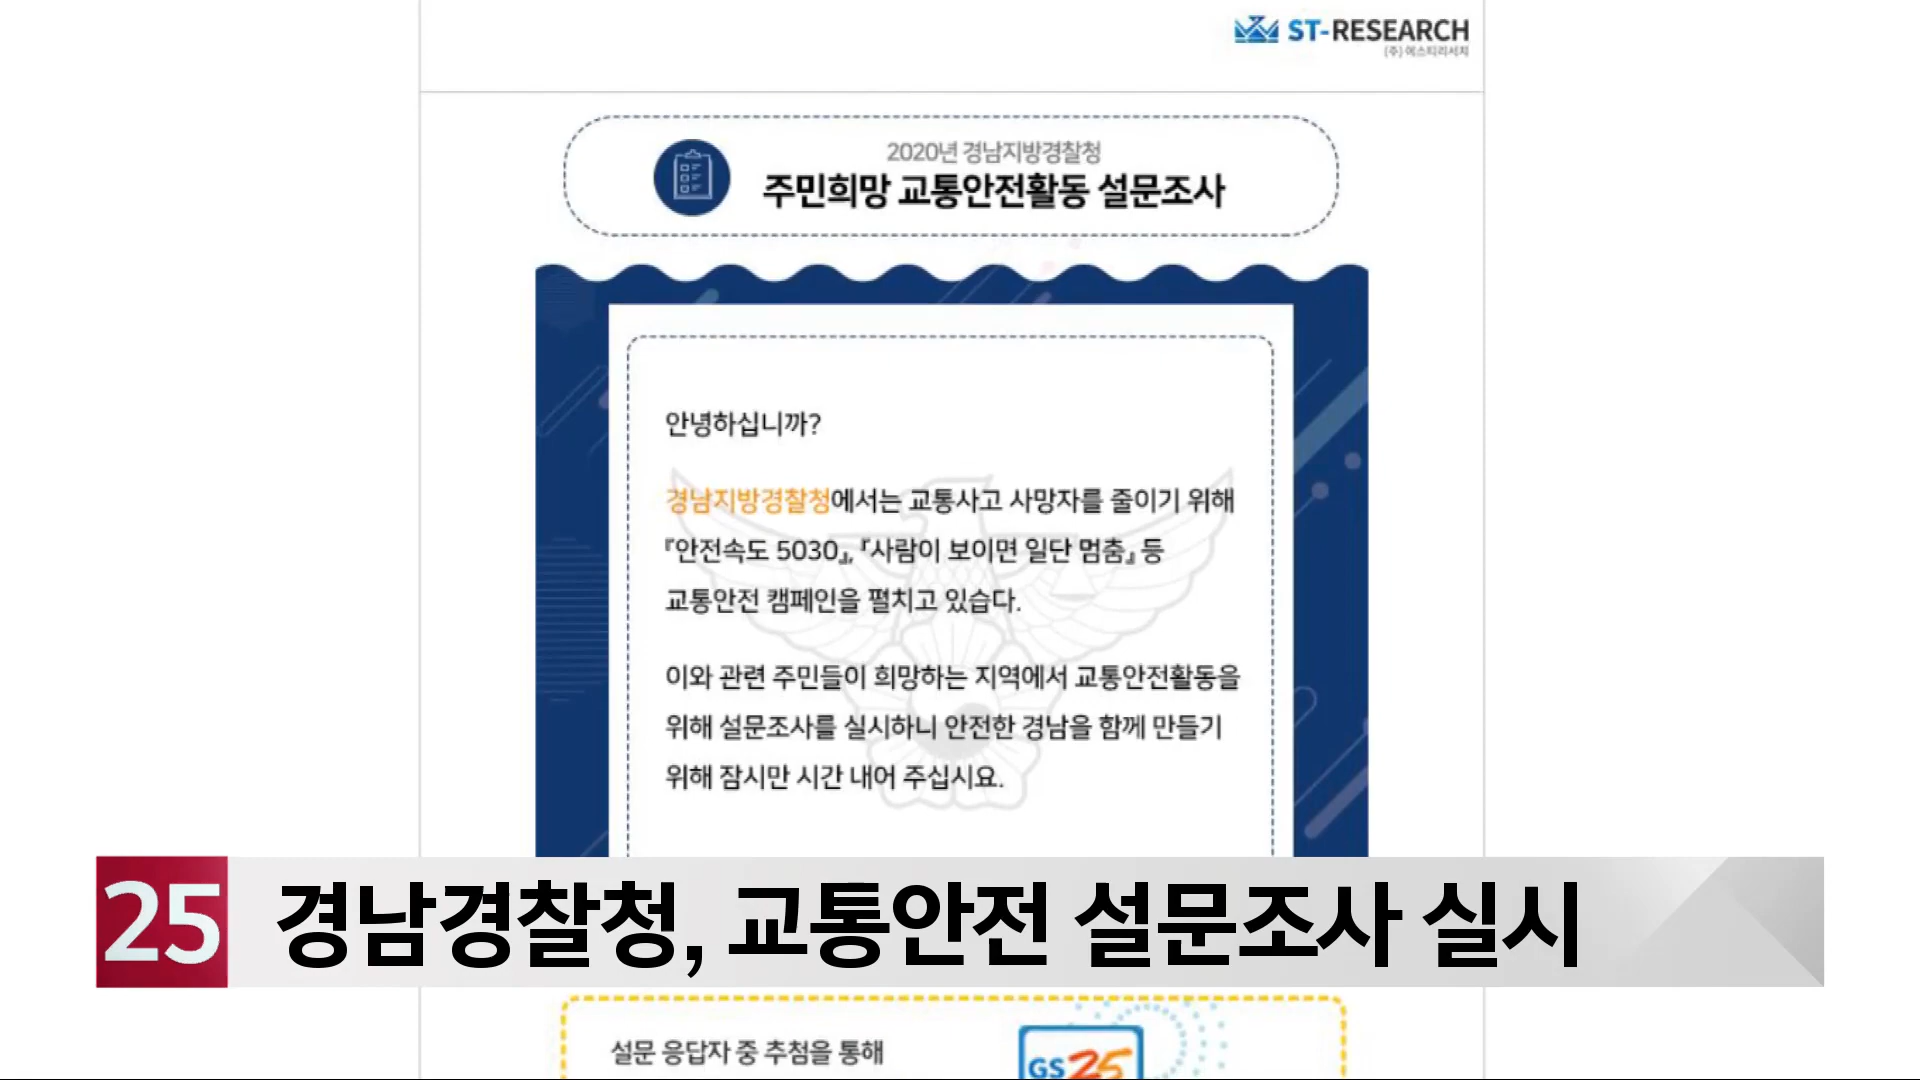 ST-RESEARCH
(주) 에스티리서치
2020년 경남지방경찰청
주민희망 교통안전활동 설문조사
안녕하십니까?
경남지방경찰청에서는 교통사고 사망자를 줄이기 위해
『안전속도 5030』, 『사람이 보이면 일단 멈춤』 등
교통안전 캠페인을 펼치고 있습다.
이와 관련 주민들이 희망하는 지역에서 교통안전활동을
위해 설문조사를 실시하니 안전한 경남을 함께 만들기
위해 잠시만 시간 내어 주십시요.
25 경남경찰청, 교통안전 설문조사 실시
설문 응답자 중 추첨을 통해
GS25